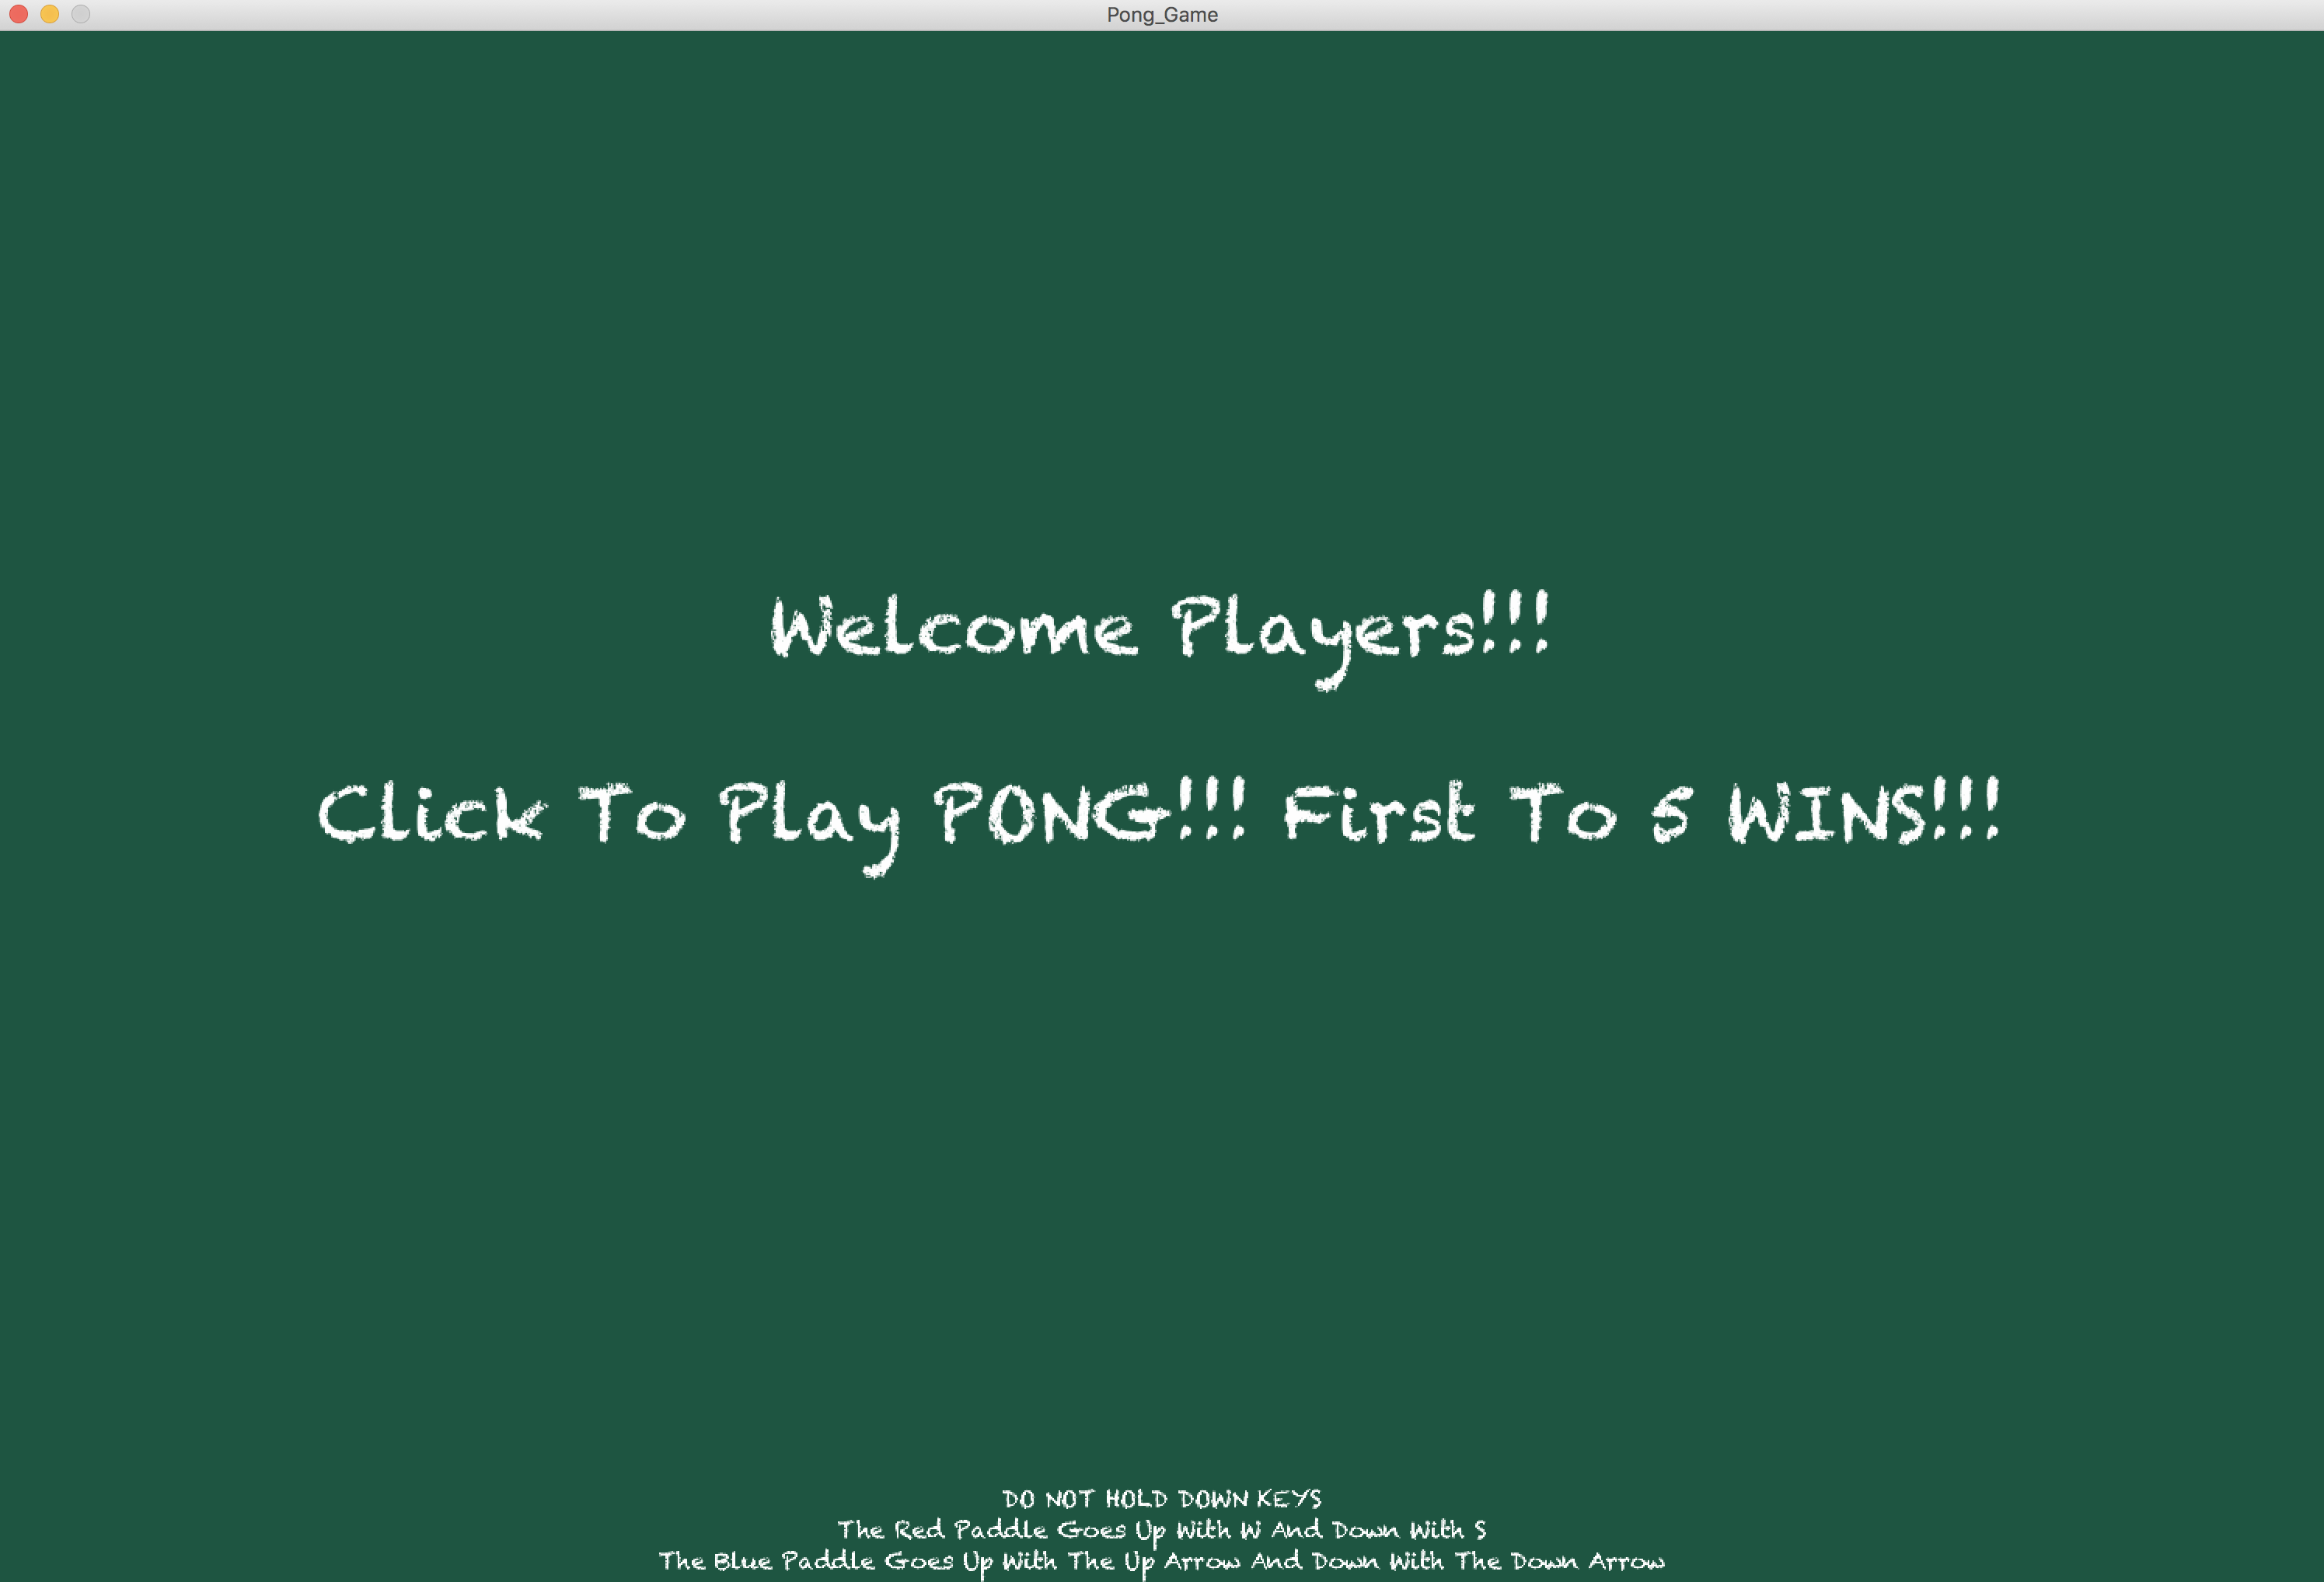 Pong_Game
Welcome Players!!!
Click To Play PONG!!! First To 5 WINS!!!
DO NOT HOLD DOWN KEYS
The Red Paddle Goes Up With W And Down With S
The Blue Paddle Goes Up With The Up Arrow And Down With The Down Arrow